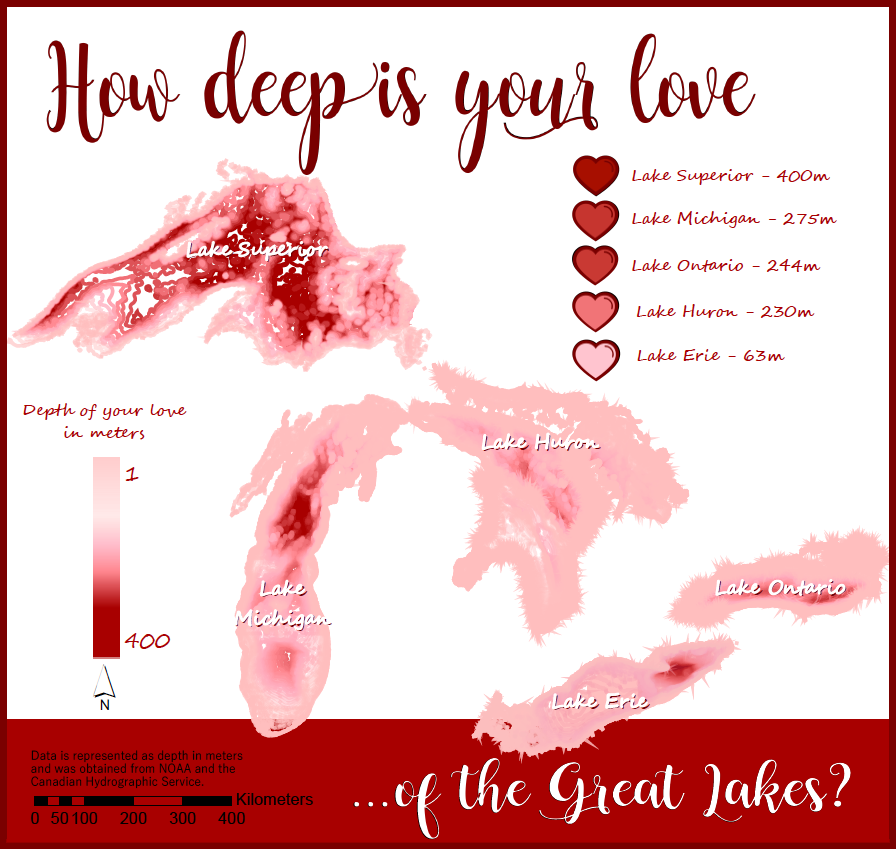 How deep is your love
Lake Superior - 400m
Lake Michigan - 275m
Lake Ontario - 244m
Lake Huron - 230m
Lake Erie - 63m
Lake Superior
Depth of your love
in meters
1
400
N
Lake Huron
Lake
Michigan
Lake Ontario
Lake Erie
Data is represented as depth in meters
and was obtained from NOAA and the
Canadian Hydrographic Service.
Kilometers
0 50 100 200 300 400
...of the Great Lakes?